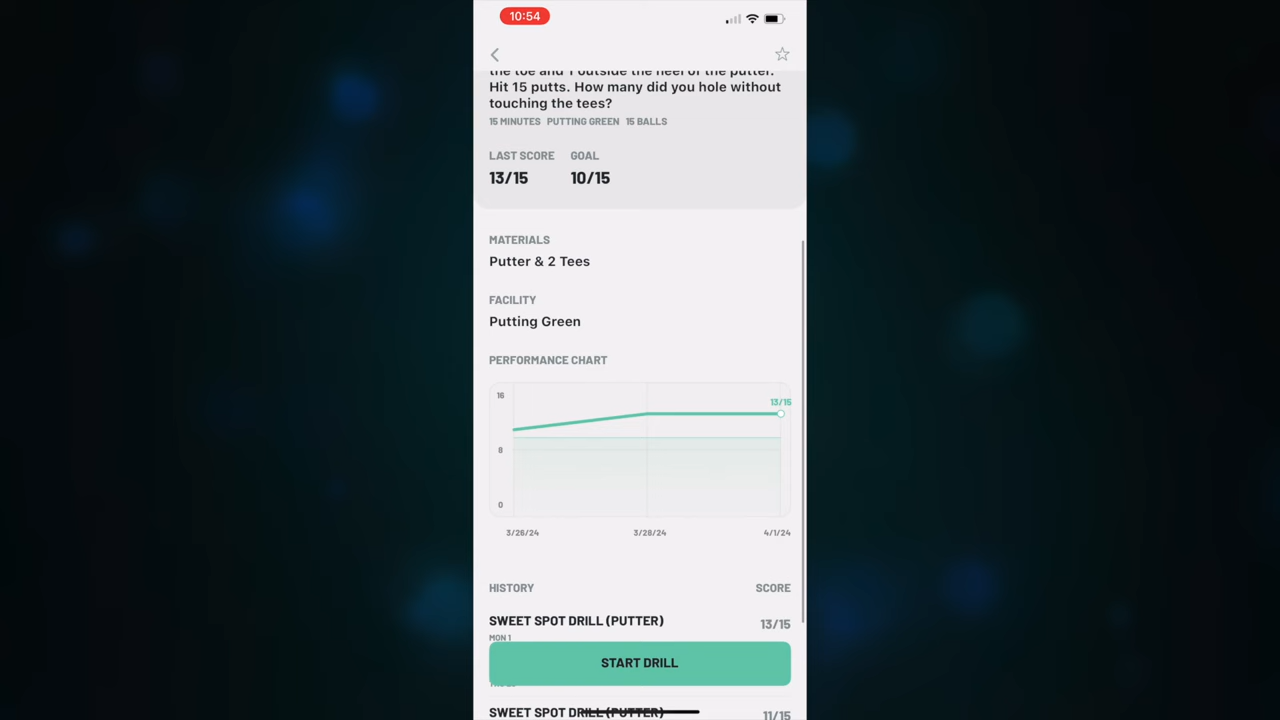 10:54
the toe and 1 outside the heel of the putter.
Hit 15 putts. How many did you hole without
touching the tees?
15 MINUTES PUTTING GREEN 15 BALLS
LAST SCORE GOAL
13/15 10/15
MATERIALS
Putter & 2 Tees
FACILITY
Putting Green
PERFORMANCE CHART
16
13/15
8
0
3/26/24 3/28/24 4/1/24
HISTORY SCORE
SWEET SPOT DRILL (PUTTER) 13/15
MON 1
START DRILL
SWEET SPOT DRILL (PUTTER) 11/15